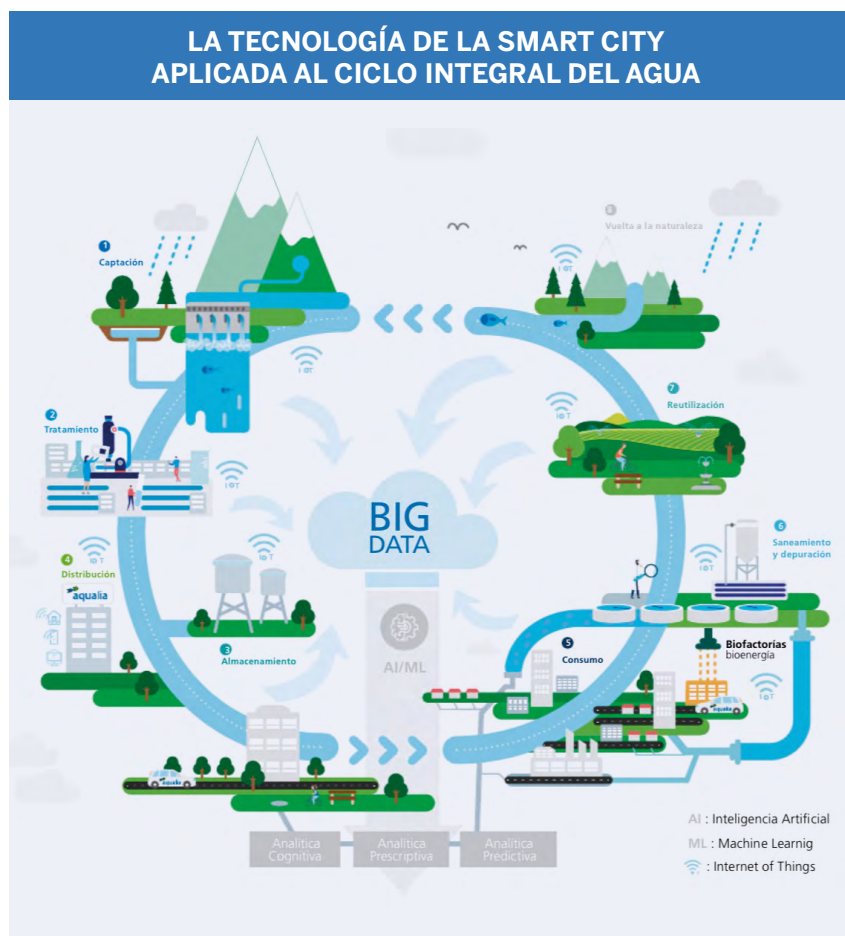 LA TECNOLOGÍA DE LA SMART CITY
APLICADA AL CICLO INTEGRAL DEL AGUA
1
Captación
8
Vuelta a la naturaleza
IOT
IOT
2
Tratamiento
IOT
7
Reutilización
IOT
BIG
DATA
4
Distribución
IOT
aqualia
IOT
3
Almacenamiento
AI/ML
6
Saneamiento
y depuración
IOT
5
Consumo
Biofactorías
bioenergía
IOT
aqualia
aqualia
Analítica
Cognitiva
Analítica
Prescriptiva
Analítica
Predictiva
AI : Inteligencia Artificial
ML : Machine Learnig
: Internet of Things